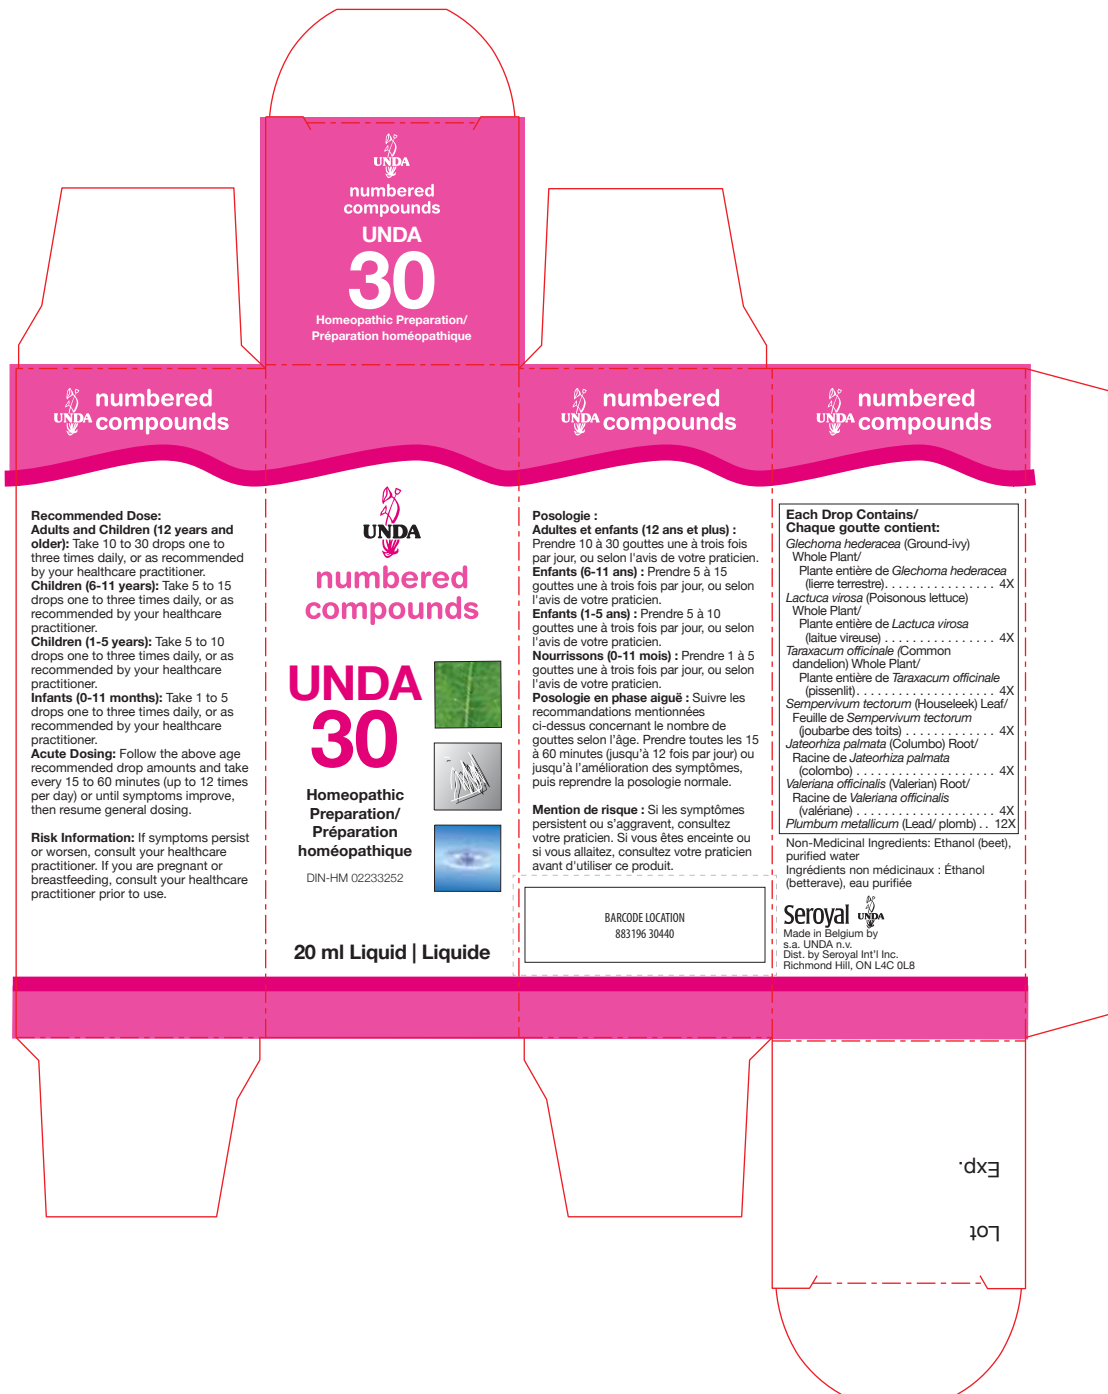 UNDA
numbered
compounds
UNDA
30
Homeopathic Preparation/
Préparation homéopathique
UNDA
numbered
compounds
UNDA
numbered
compounds
UNDA
numbered
compounds
Recommended Dose:
Adults and Children (12 years and
older): Take 10 to 30 drops one to
three times daily, or as recommended
by your healthcare practitioner.
Children (6-11 years): Take 5 to 15
drops one to three times daily, or as
recommended by your healthcare
practitioner.
Children (1-5 years): Take 5 to 10
drops one to three times daily, or as
recommended by your healthcare
practitioner.
Infants (0-11 months): Take 1 to 5
drops one to three times daily, or as
recommended by your healthcare
practitioner.
Acute Dosing: Follow the above age
recommended drop amounts and take
every 15 to 60 minutes (up to 12 times
per day) or until symptoms improve,
then resume general dosing.
Risk Information: If symptoms persist
or worsen, consult your healthcare
practitioner. If you are pregnant or
breastfeeding, consult your healthcare
practitioner prior to use.
UNDA
numbered
compounds
UNDA
30
Homeopathic
Preparation/
Préparation
homéopathique
DIN-HM 02233252
20 ml Liquid | Liquide
Posologie :
Adultes et enfants (12 ans et plus) :
Prendre 10 à 30 gouttes une à trois fois
par jour, ou selon l'avis de votre praticien.
Enfants (6-11 ans) : Prendre 5 à 15
gouttes une à trois fois par jour, ou selon
l'avis de votre praticien.
Enfants (1-5 ans) : Prendre 5 à 10
gouttes une à trois fois par jour, ou selon
l'avis de votre praticien.
Nourrissons (0-11 mois) : Prendre 1 à 5
gouttes une à trois fois par jour, ou selon
l'avis de votre praticien.
Posologie en phase aiguë : Suivre les
recommandations mentionnées
ci-dessus concernant le nombre de
gouttes selon l'âge. Prendre toutes les 15
à 60 minutes (jusqu'à 12 fois par jour) ou
jusqu'à l'amélioration des symptômes,
puis reprendre la posologie normale.
Mention de risque : Si les symptômes
persistent ou s'aggravent, consultez
votre praticien. Si vous êtes enceinte ou
si vous allaitez, consultez votre praticien
avant d'utiliser ce produit.
BARCODE LOCATION
883196 30440
Each Drop Contains/
Chaque goutte contient:
Glechoma hederacea (Ground-ivy)
Whole Plant/
Plante entière de Glechoma hederacea
(lierre terrestre). . . . . . . . . . . . . . . . 4X
Lactuca virosa (Poisonous lettuce)
Whole Plant/
Plante entière de Lactuca virosa
(laitue vireuse) . . . . . . . . . . . . . . . . 4X
Taraxacum officinale (Common
dandelion) Whole Plant/
Plante entière de Taraxacum officinale
(pissenlit). . . . . . . . . . . . . . . . . . . . 4X
Sempervivum tectorum (Houseleek) Leaf/
Feuille de Sempervivum tectorum
(joubarbe des toits) . . . . . . . . . . . . . 4X
Jateorhiza palmata (Columbo) Root/
Racine de Jateorhiza palmata
(colombo) . . . . . . . . . . . . . . . . . . . . 4X
Valeriana officinalis (Valerian) Root/
Racine de Valeriana officinalis
(valériane) . . . . . . . . . . . . . . . . . . . . 4X
Plumbum metallicum (Lead/ plomb) . . 12X
Non-Medicinal Ingredients: Ethanol (beet),
purified water
Ingrédients non médicinaux : Éthanol
(betterave), eau purifiée
Seroyal UNDA
Made in Belgium by
s.a. UNDA n.v.
Dist. by Seroyal Int'l Inc.
Richmond Hill, ON L4C 0L8
Exp.
Lot